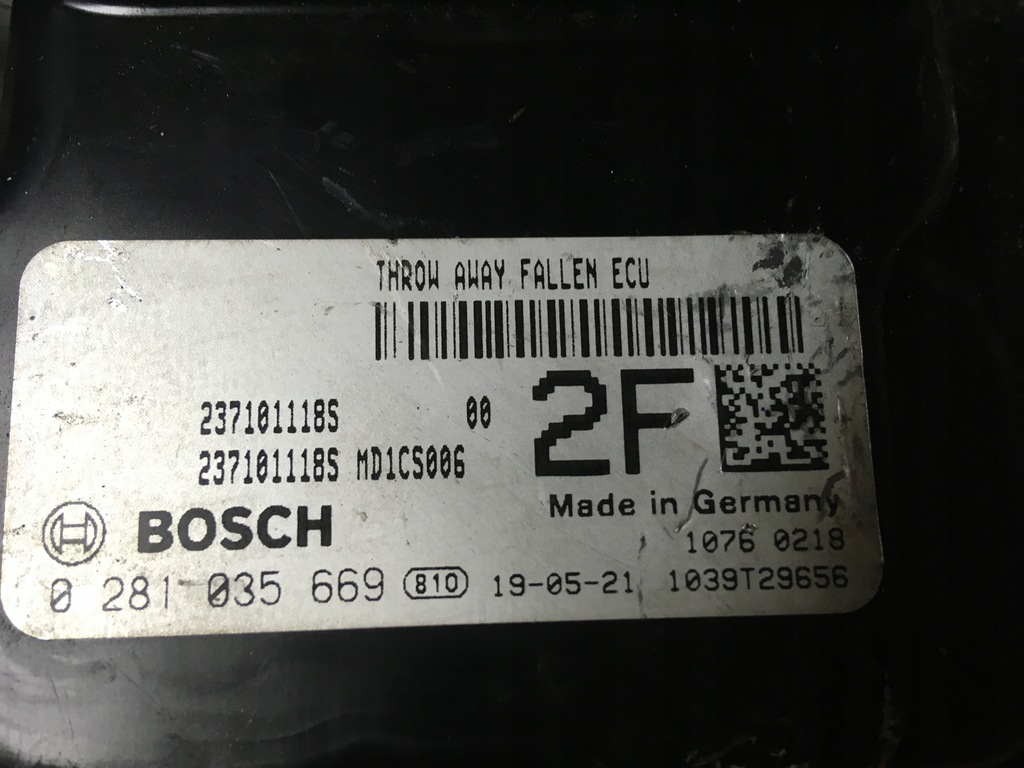 THROW AWAY FALLEN ECU
237101118S 00 2F
237101118S MD1CS006
Made in Germany
BOSCH
1076 0218
0 281 035 669 810 19-05-21 1039T29656